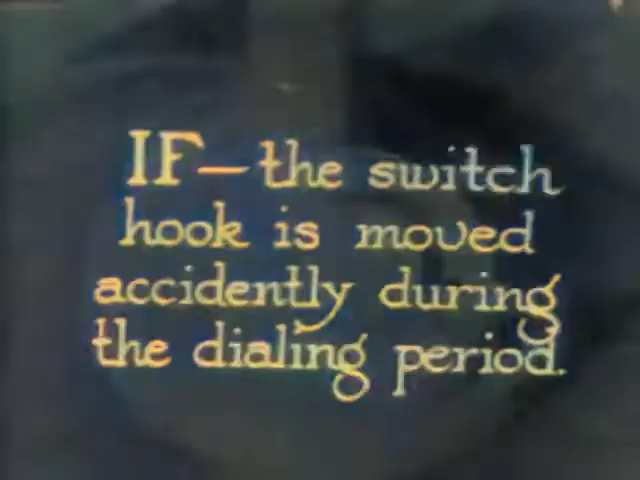 IF—the switch
hook is moved
accidently during
the dialing period.